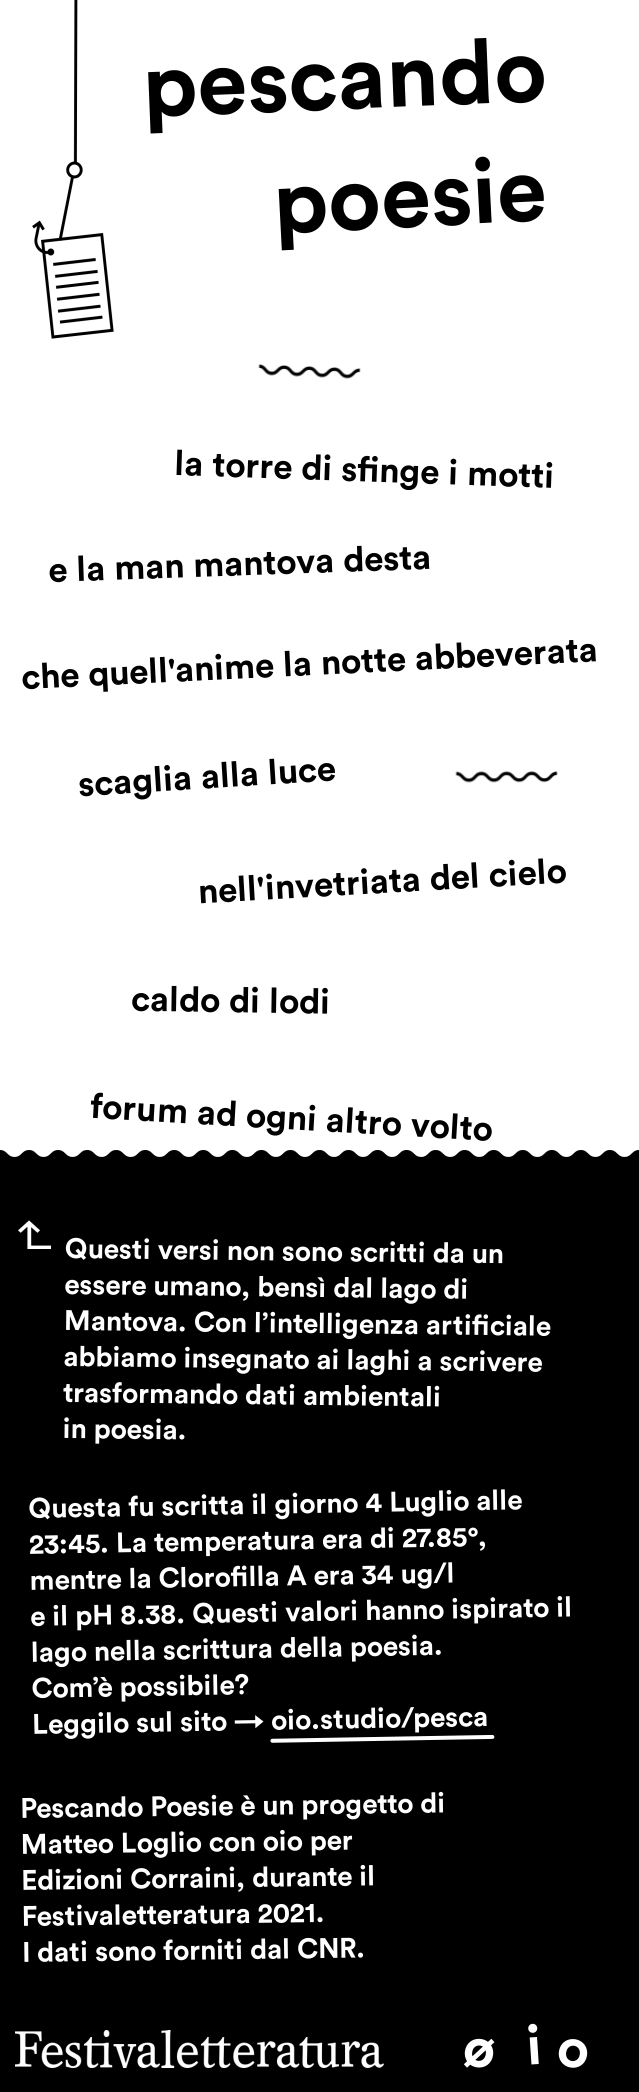 pescando
poesie
la torre di sfinge i motti
e la man mantova desta
che quell'anime la notte abbeverata
scaglia alla luce
nell'invetriata del cielo
caldo di lodi
forum ad ogni altro volto
Questi versi non sono scritti da un
essere umano, bensì dal lago di
Mantova. Con l’intelligenza artificiale
abbiamo insegnato ai laghi a scrivere
trasformando dati ambientali
in poesia.
Questa fu scritta il giorno 4 Luglio alle
23:45. La temperatura era di 27.85°,
mentre la Clorofilla A era 34 ug/l
e il pH 8.38. Questi valori hanno ispirato il
lago nella scrittura della poesia.
Com’è possibile?
Leggilo sul sito → oio.studio/pesca
Pescando Poesie è un progetto di
Matteo Loglio con oio per
Edizioni Corraini, durante il
Festivaletteratura 2021.
I dati sono forniti dal CNR.
Festivaletteratura ø i o